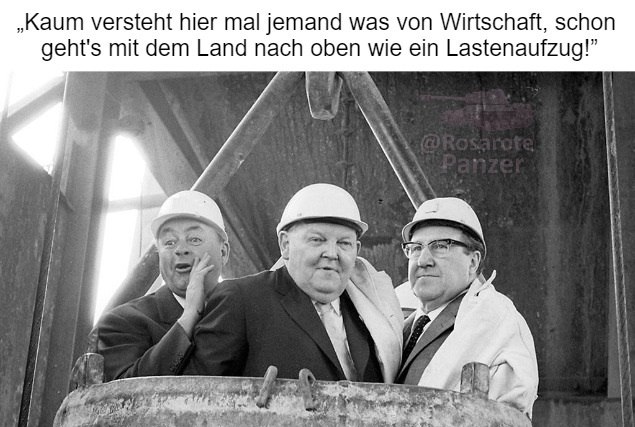 „Kaum versteht hier mal jemand was von Wirtschaft, schon
geht's mit dem Land nach oben wie ein Lastenaufzug!”
@Rosarote
Panzer